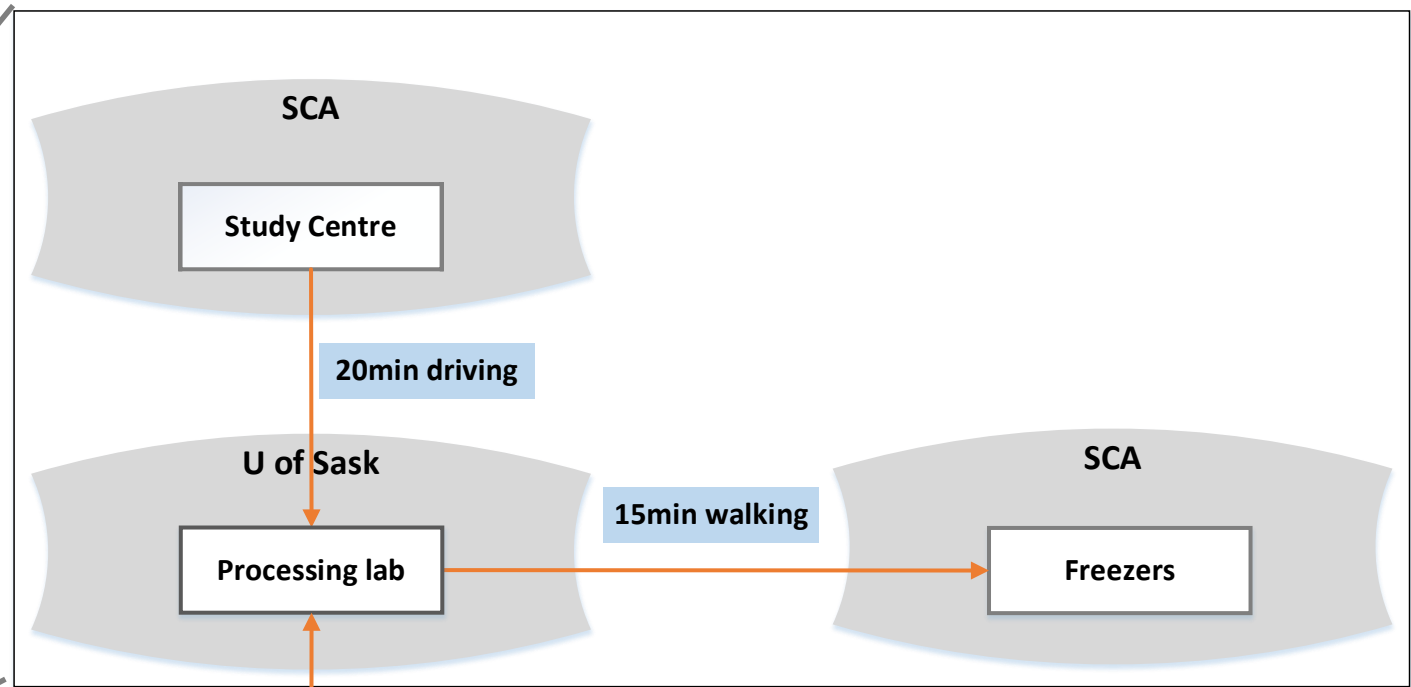 SCA
Study Centre
20min driving
U of Sask
Processing lab
15min walking
SCA
Freezers